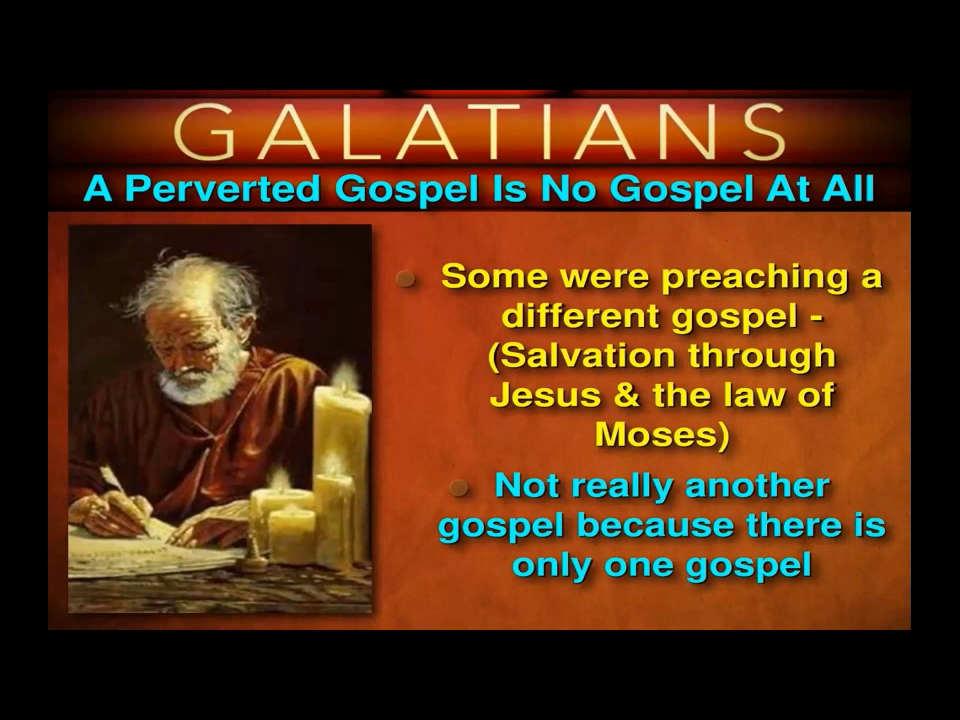 GALATIANS
A Perverted Gospel Is No Gospel At All
Some were preaching a
different gospel -
(Salvation through
Jesus & the law of
Moses)
Not really another
gospel because there is
only one gospel